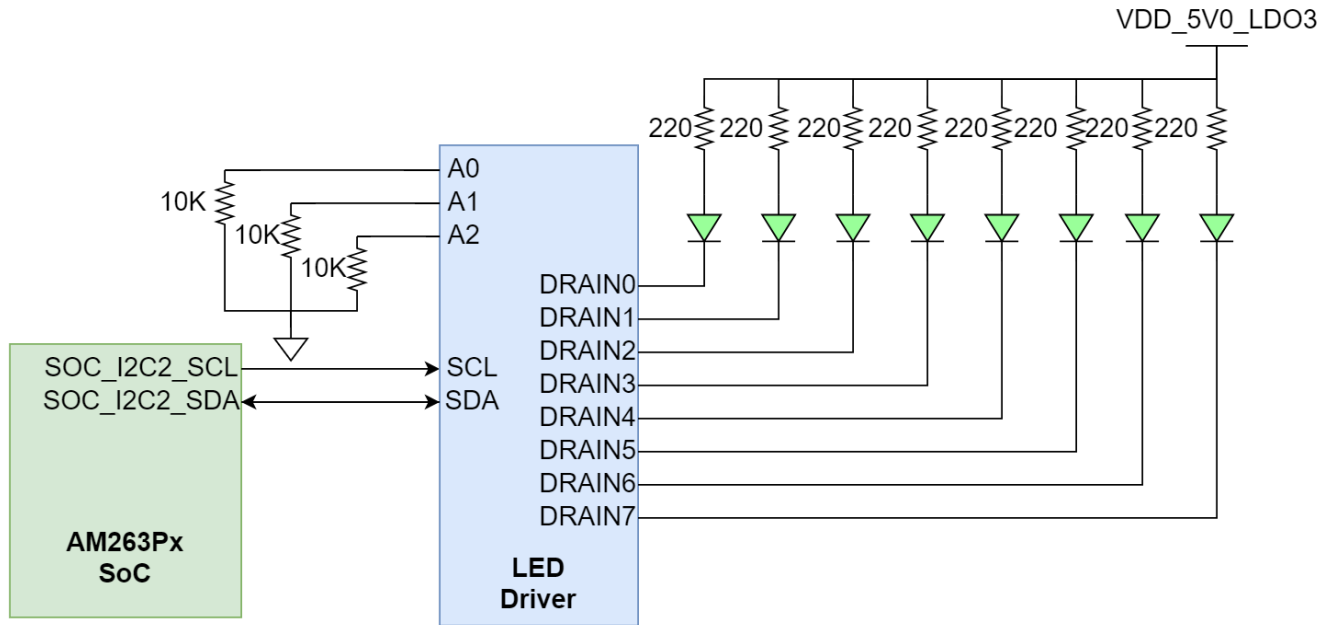 VDD_5V0_LDO3
220 220 220 220 220 220 220 220
A0
10K
A1
10K
A2
10K
DRAIN0
DRAIN1
DRAIN2
SOC_I2C2_SCL
SCL
DRAIN3
SOC_I2C2_SDA
SDA
DRAIN4
DRAIN5
DRAIN6
DRAIN7
AM263Px
SoC
LED
Driver